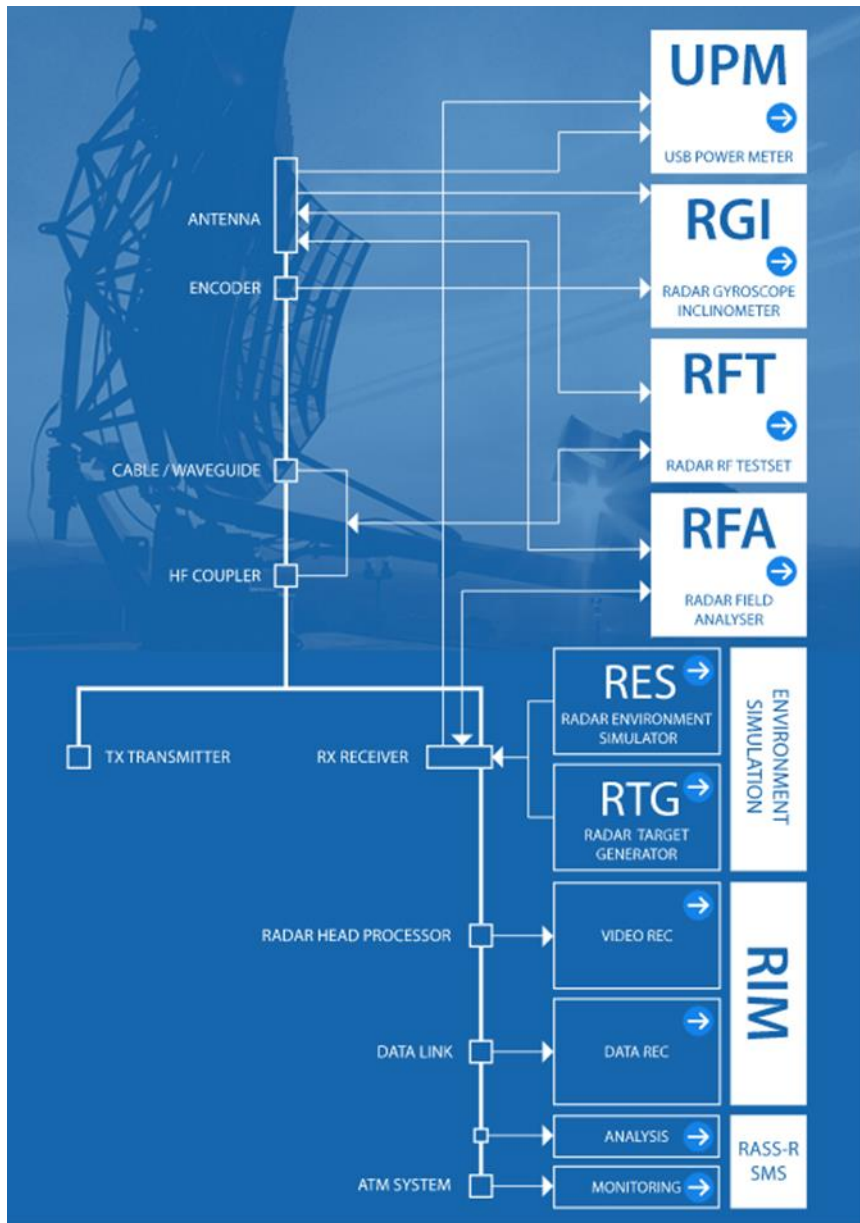 UPM
USB POWER METER
ANTENNA
RGI
ENCODER
RADAR GYROSCOPE
INCLINOMETER
RFT
CABLE / WAVEGUIDE
RADAR RF TESTSET
RFA
HF COUPLER
RADAR FIELD
ANALYSER
RES
RADAR ENVIRONMENT
SIMULATOR
ENVIRONMENT
SIMULATION
TX TRANSMITTER
RX RECEIVER
RTG
RADAR TARGET
GENERATOR
RADAR HEAD PROCESSOR
VIDEO REC
RIM
DATA LINK
DATA REC
ANALYSIS
RASS-R
SMS
ATM SYSTEM
MONITORING